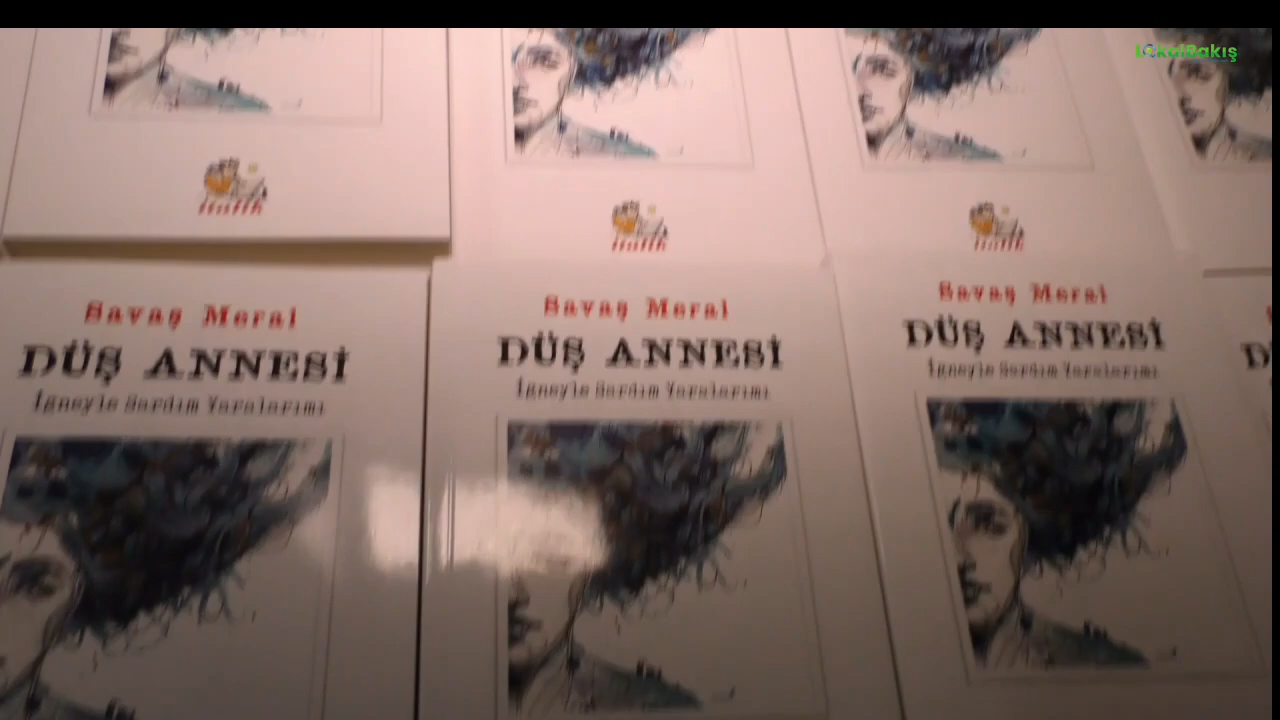 LokalBakış
Savaş Meral
DÜŞ ANNESİ
İğneyle Sardım Yaralarımı
Savaş Meral
DÜŞ ANNESİ
İğneyle Sardım Yaralarımı
Savaş Meral
DÜŞ ANNESİ
İğneyle Sardım Yaralarımı